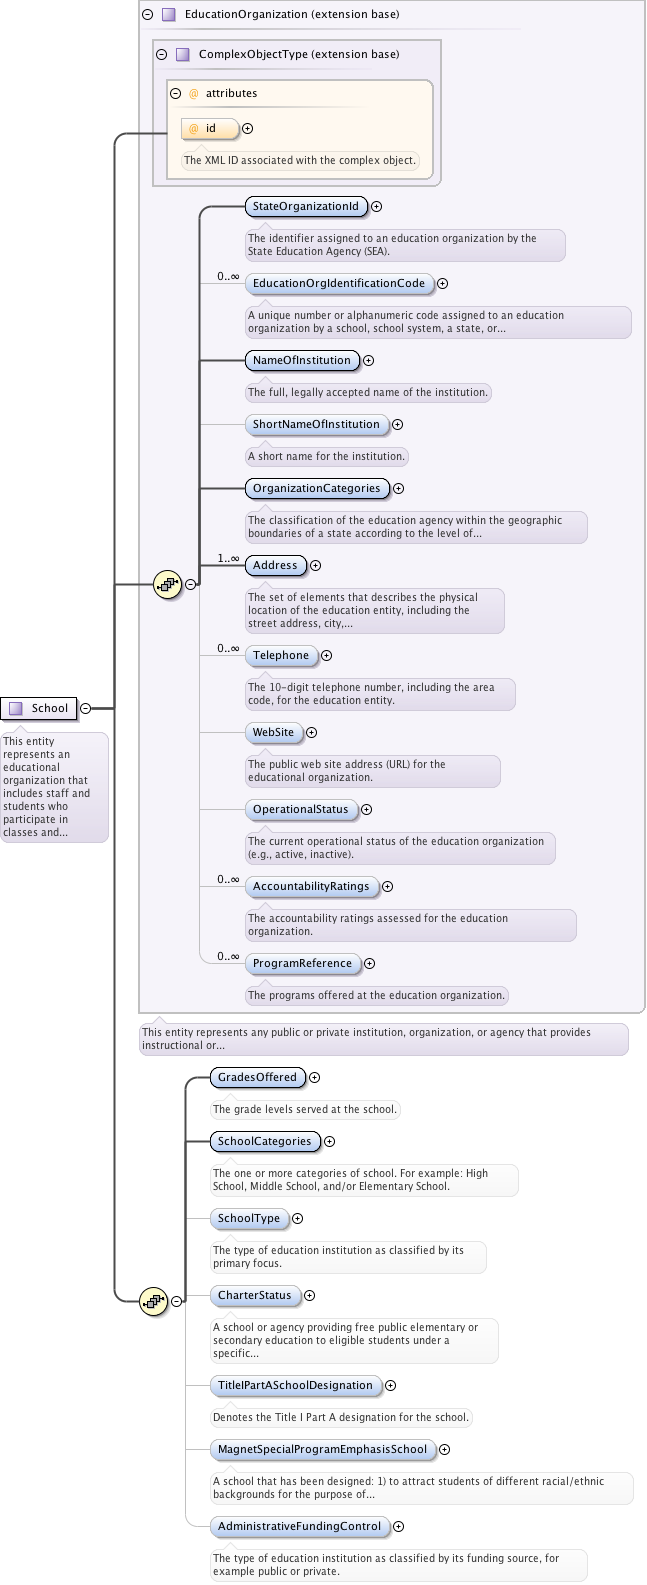 EducationOrganization (extension base)
ComplexObjectType (extension base)
@ attributes
@ id
The XML ID associated with the complex object.
StateOrganizationId
The identifier assigned to an education organization by the
State Education Agency (SEA).
0..∞
EducationOrgIdentificationCode
A unique number or alphanumeric code assigned to an education
organization by a school, school system, a state, or...
NameOfInstitution
The full, legally accepted name of the institution.
ShortNameOfInstitution
A short name for the institution.
OrganizationCategories
The classification of the education agency within the geographic
boundaries of a state according to the level of...
1..∞
Address
The set of elements that describes the physical
location of the education entity, including the
street address, city,...
0..∞
Telephone
The 10-digit telephone number, including the area
code, for the education entity.
School
This entity
represents an
educational
organization that
includes staff and
students who
participate in
classes and...
WebSite
The public web site address (URL) for the
educational organization.
OperationalStatus
The current operational status of the education organization
(e.g., active, inactive).
0..∞
AccountabilityRatings
The accountability ratings assessed for the education
organization.
0..∞
ProgramReference
The programs offered at the education organization.
This entity represents any public or private institution, organization, or agency that provides
instructional or...
GradesOffered
The grade levels served at the school.
SchoolCategories
The one or more categories of school. For example: High
School, Middle School, and/or Elementary School.
SchoolType
The type of education institution as classified by its
primary focus.
CharterStatus
A school or agency providing free public elementary or
secondary education to eligible students under a
specific...
TitleIPartASchoolDesignation
Denotes the Title I Part A designation for the school.
MagnetSpecialProgramEmphasisSchool
A school that has been designed: 1) to attract students of different racial/ethnic
backgrounds for the purpose of...
AdministrativeFundingControl
The type of education institution as classified by its funding source, for
example public or private.